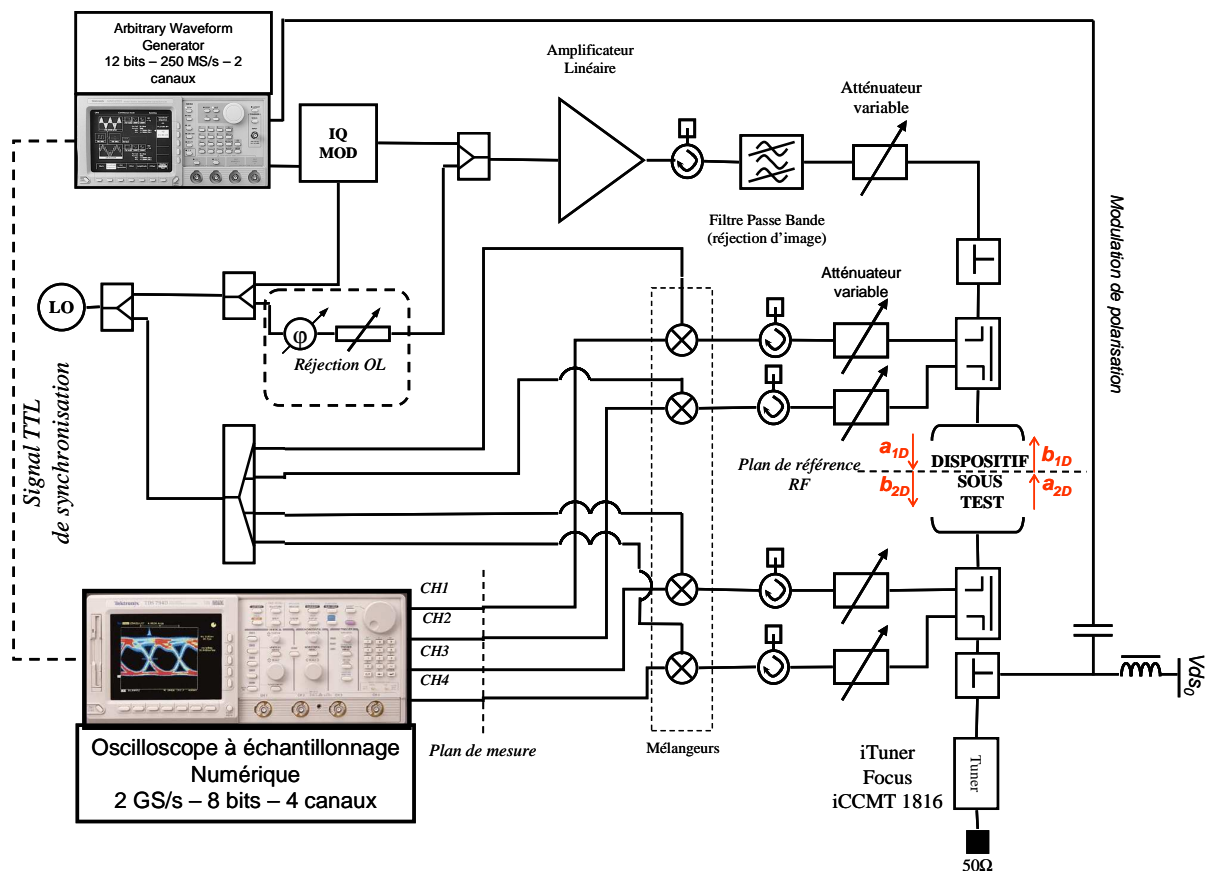 Arbitrary Waveform
Generator
12 bits – 250 MS/s – 2
canaux
IQ
MOD
Amplificateur
Linéaire
Atténuateur
variable
Filtre Passe Bande
(réjection d'image)
Modulation de polarisation
LO
φ
Réjection OL
Atténuateur
variable
Signal TTL
de synchronisation
a1D
b1D
Plan de référence
RF
DISPOSITIF
SOUS
TEST
b2D
a2D
CH1
CH2
CH3
CH4
Tektronix
Plan de mesure
Mélangeurs
Vds0
Oscilloscope à échantillonnage
Numérique
2 GS/s – 8 bits – 4 canaux
iTuner
Focus
iCCMT 1816
Tuner
50Ω